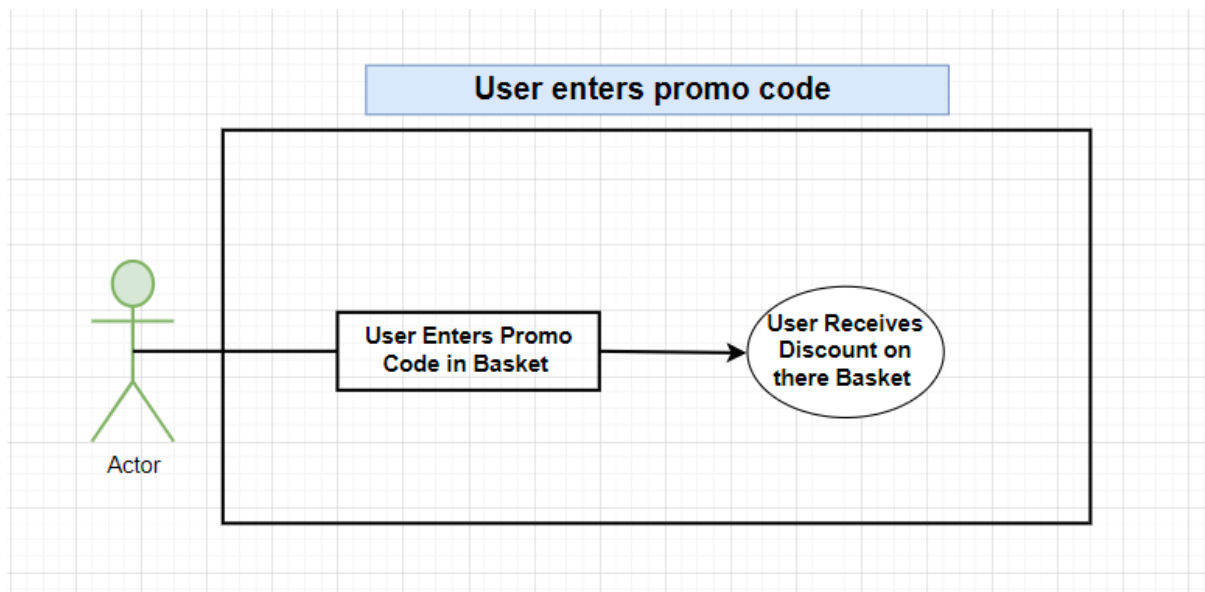 User enters promo code
User Enters Promo
Code in Basket
User Receives
Discount on
there Basket
Actor